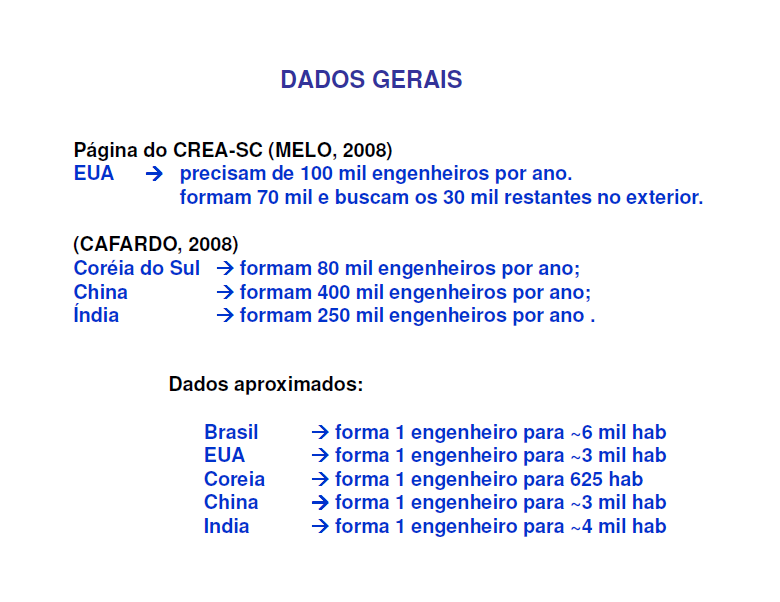 DADOS GERAIS
Página do CREA-SC (MELO, 2008)
EUA → precisam de 100 mil engenheiros por ano.
formam 70 mil e buscam os 30 mil restantes no exterior.
(CAFARDO, 2008)
Coréia do Sul → formam 80 mil engenheiros por ano;
China → formam 400 mil engenheiros por ano;
Índia → formam 250 mil engenheiros por ano .
Dados aproximados:
Brasil → forma 1 engenheiro para ~6 mil hab
EUA → forma 1 engenheiro para ~3 mil hab
Coreia → forma 1 engenheiro para 625 hab
China → forma 1 engenheiro para ~3 mil hab
India → forma 1 engenheiro para ~4 mil hab